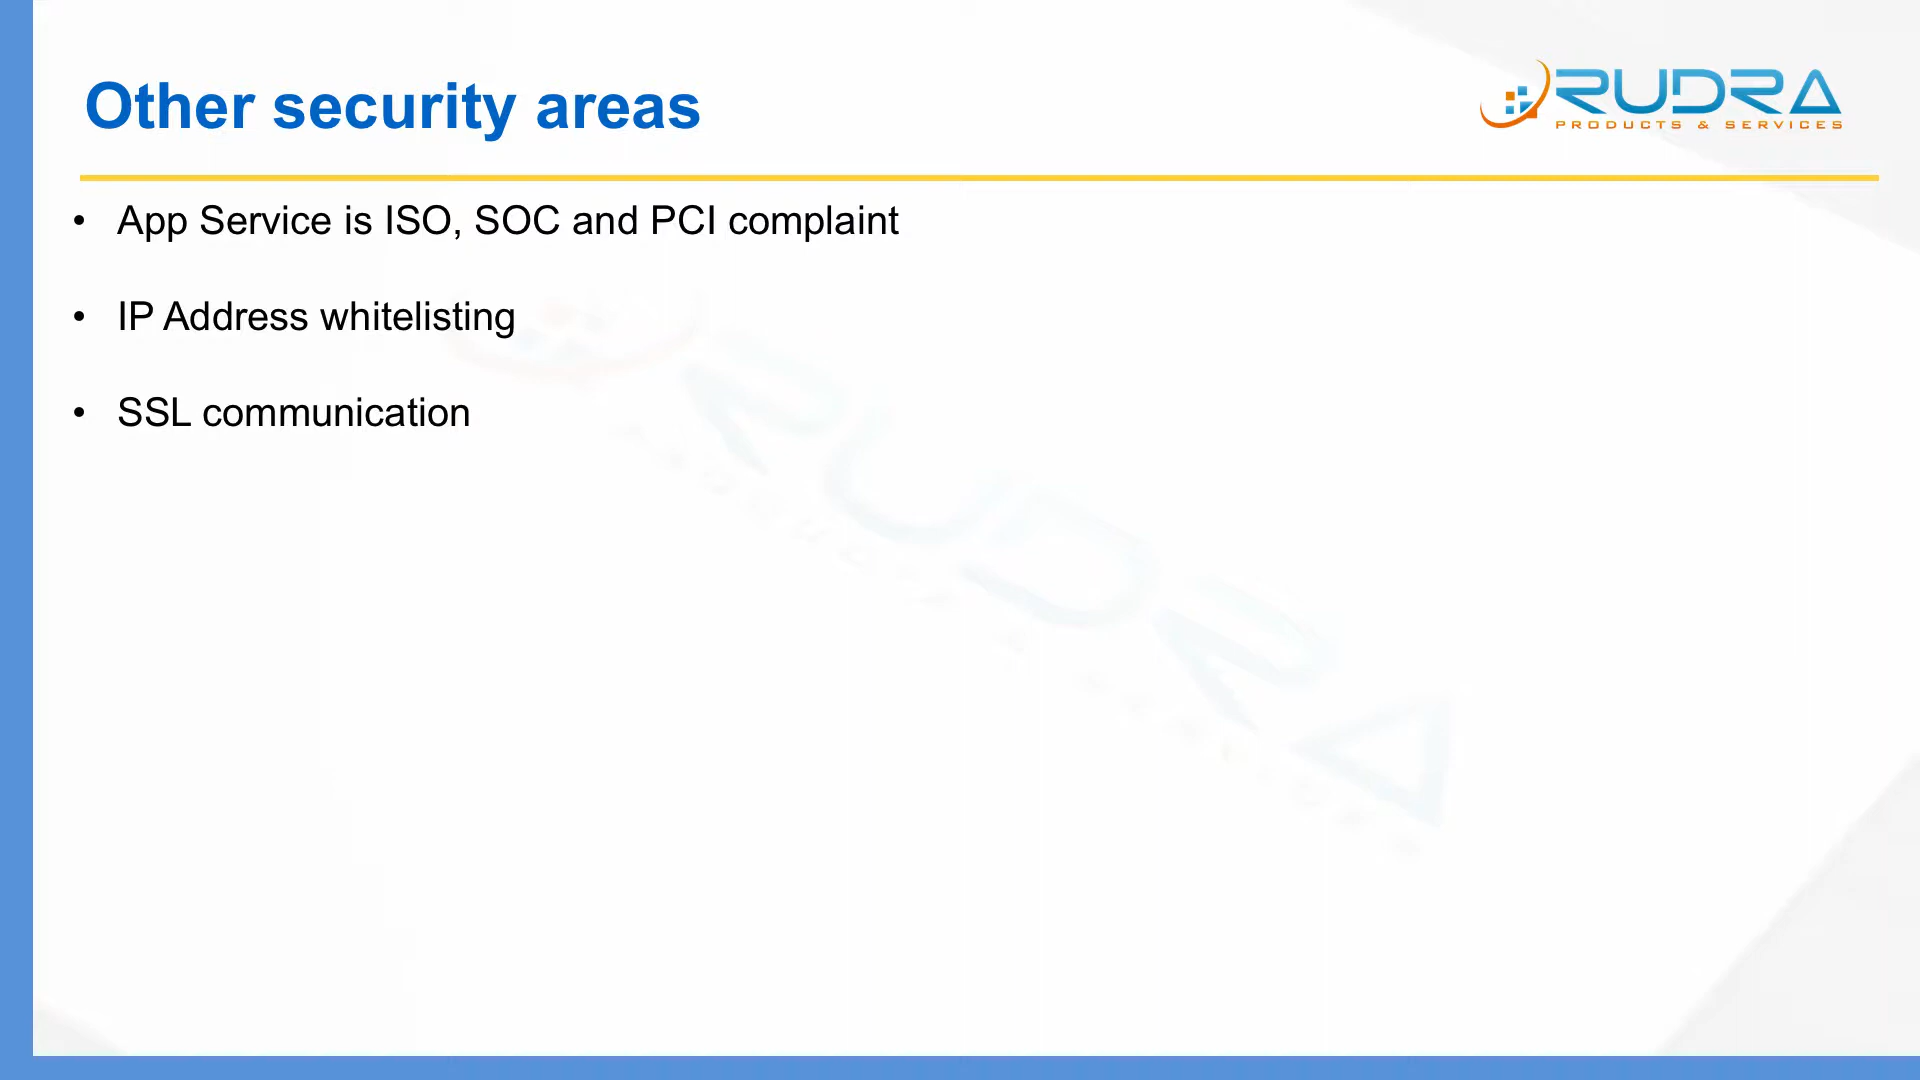 Other security areas
RUDRA
PRODUCTS & SERVICES
• App Service is ISO, SOC and PCI complaint
• IP Address whitelisting
• SSL communication
RUDRA